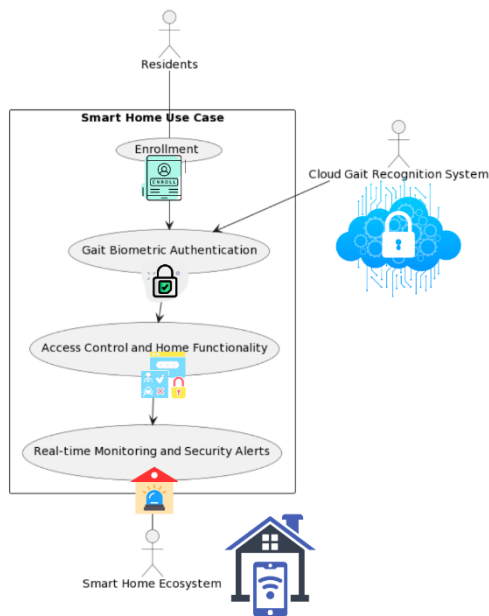 Residents
Smart Home Use Case
Enrollment
ENROLL
Cloud Gait Recognition System
Gait Biometric Authentication
Access Control and Home Functionality
Real-time Monitoring and Security Alerts
Smart Home Ecosystem